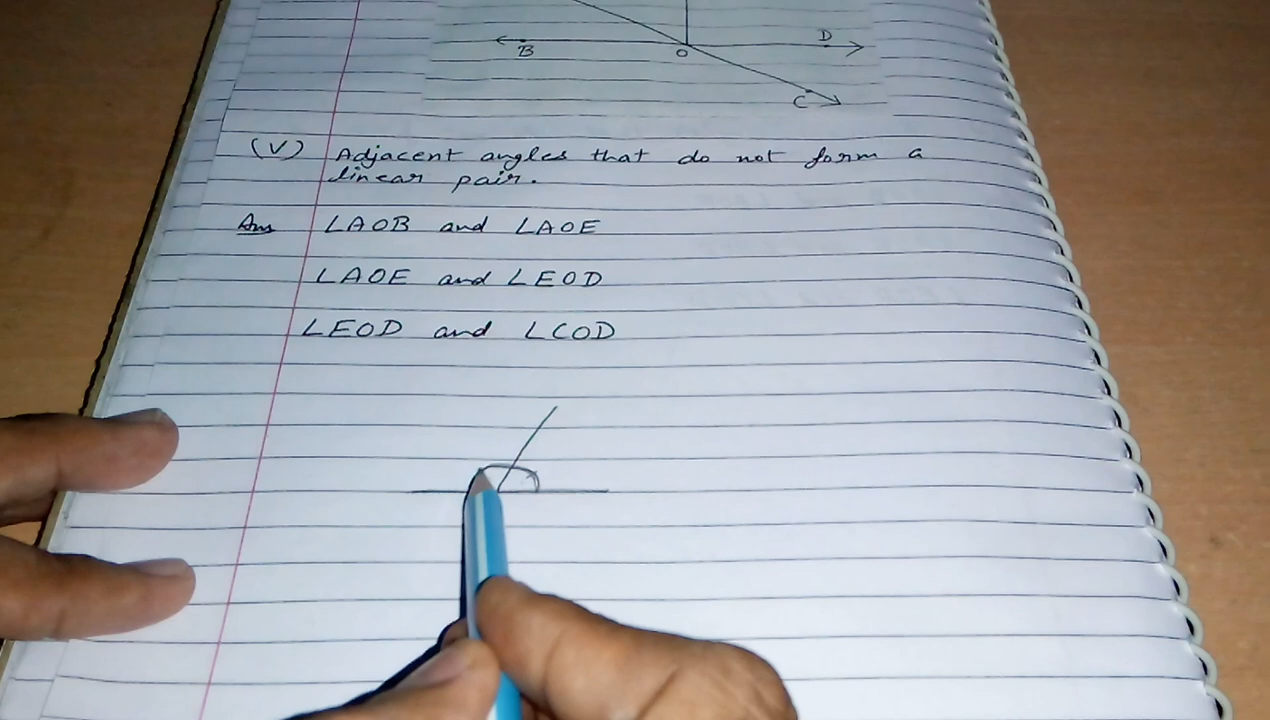 B
O
D
C
(V) Adjacent angles that do not form a
linear pair.
Ans ∠AOB and ∠AOE
∠AOE and ∠EOD
∠EOD and ∠COD